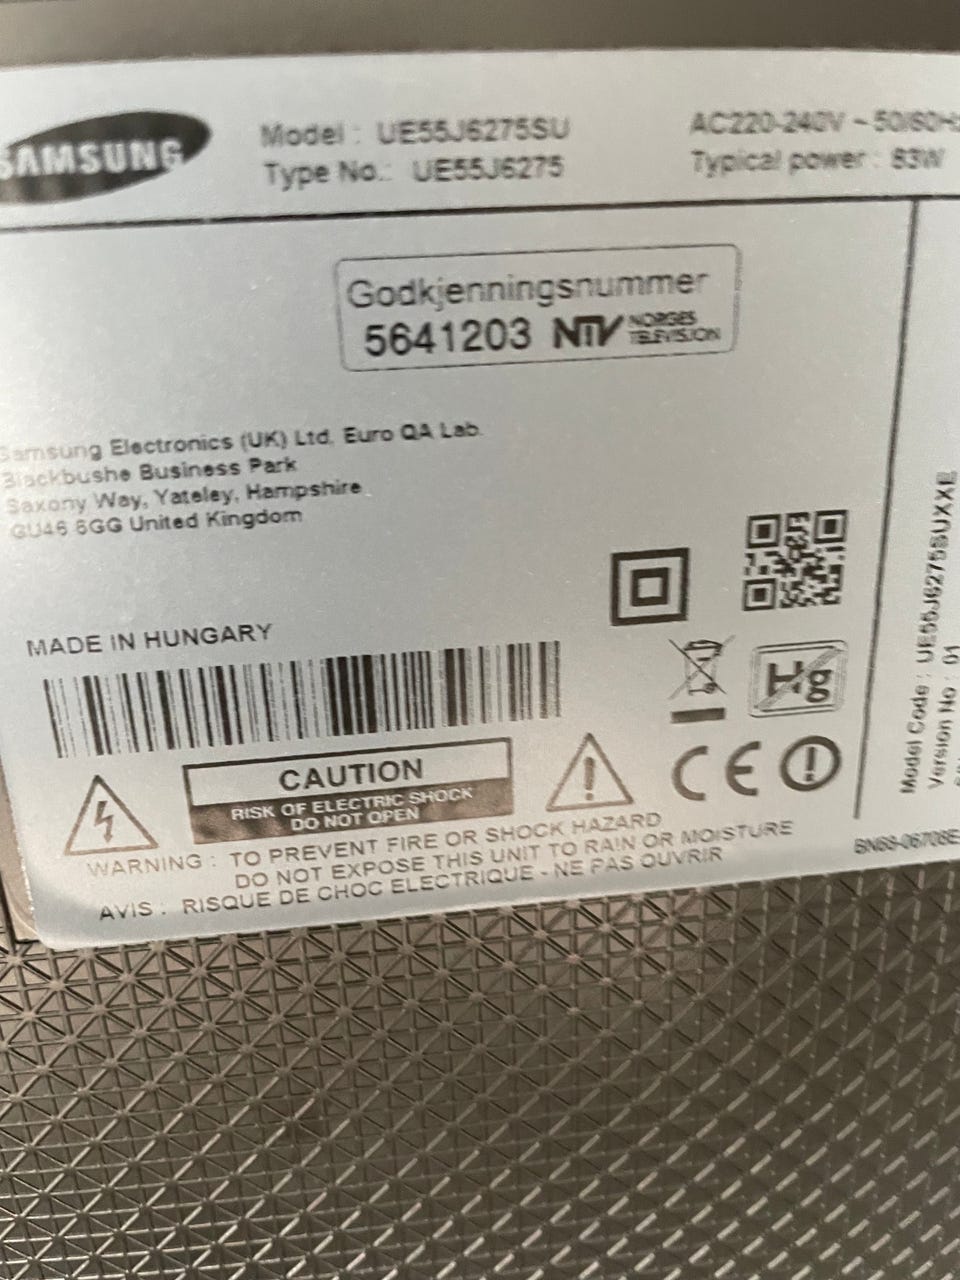 SAMSUNG
Model : UE55J6275SU
Type No.: UE55J6275
AC220-240V ~ 50/60Hz
Typical power : 83W
Godkjenningsnummer
5641203 NTV NORGES
TELEVISJON
Samsung Electronics (UK) Ltd, Euro QA Lab.
Blackbushe Business Park
Saxony Way, Yateley, Hampshire
GU46 6GG United Kingdom
MADE IN HUNGARY
Hg
CE
CAUTION
RISK OF ELECTRIC SHOCK
DO NOT OPEN
WARNING : TO PREVENT FIRE OR SHOCK HAZARD
DO NOT EXPOSE THIS UNIT TO RAIN OR MOISTURE
AVIS : RISQUE DE CHOC ELECTRIQUE - NE PAS OUVRIR
Model Code : UE55J6275SUXXE
Version No : 01